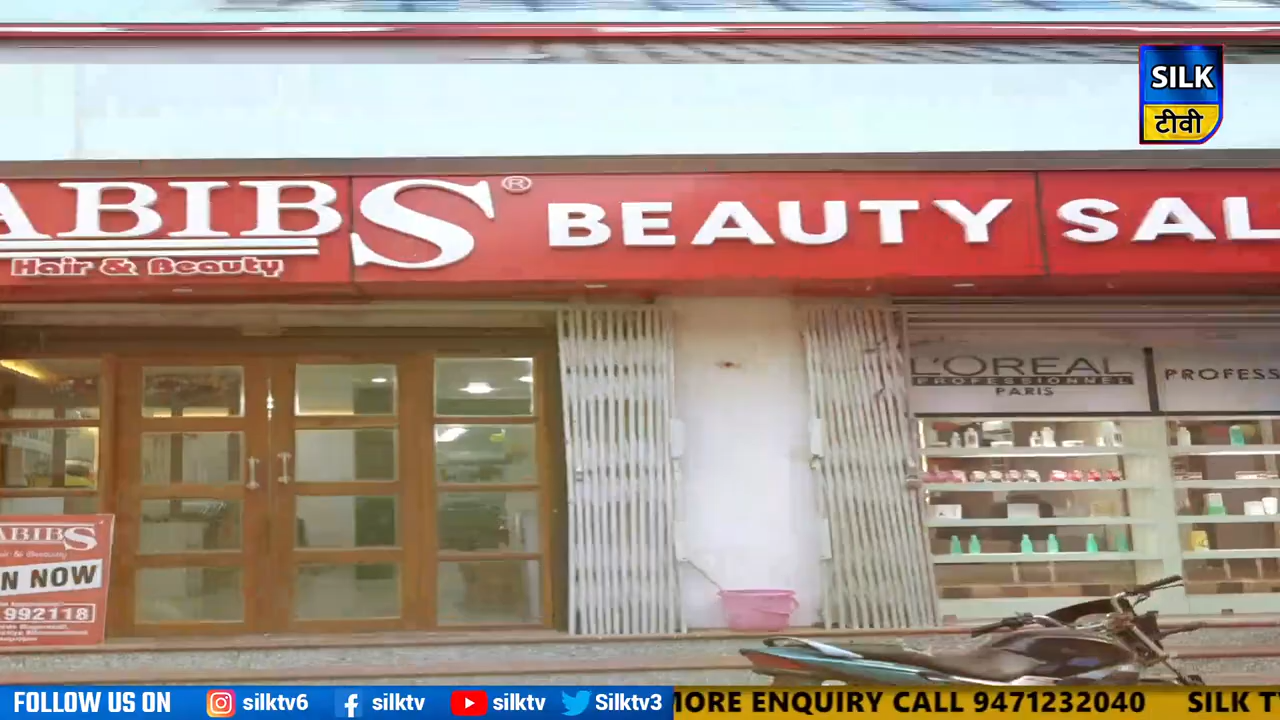 SILK
टीवी
ABIBS® BEAUTY SAL
Hair & Beauty
L'OREAL
PROFESSIONNEL
PARIS
PROFESS
ABIBS
air & Beauty
N NOW
992118
FOLLOW US ON silktv6 silktv silktv Silktv3
MORE ENQUIRY CALL 9471232040 SILK T